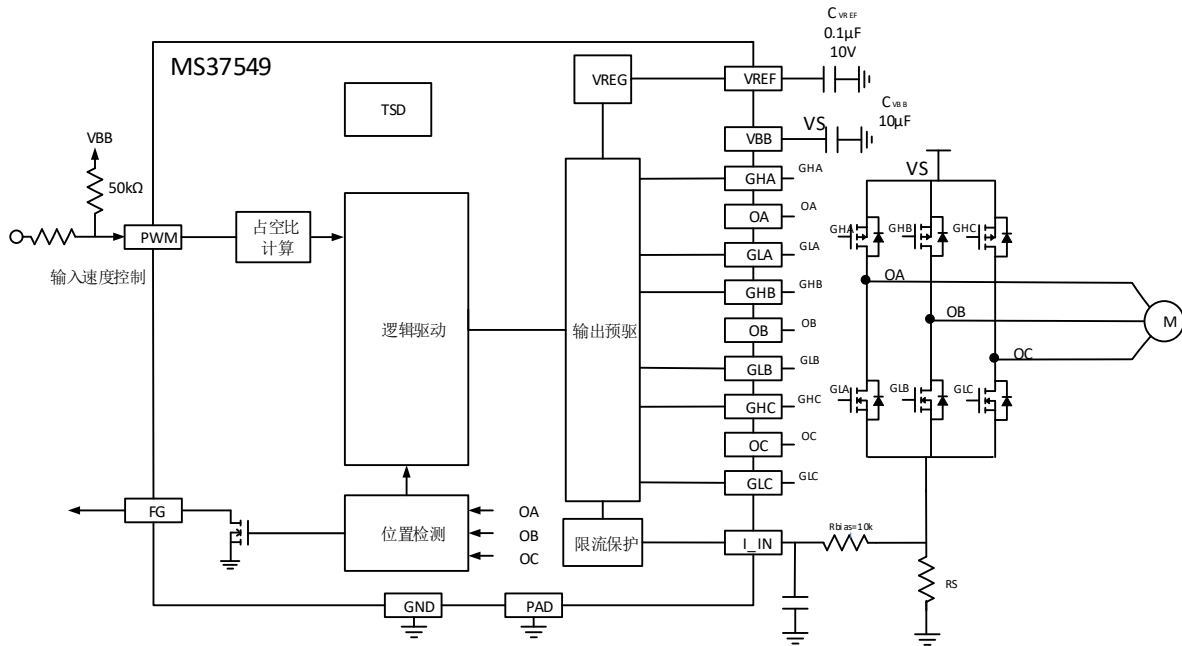 MS37549
C VREF
0.1μF
10V
VREG
VREF
TSD
C VBB
10μF
VBB
VS
VBB
50kΩ
GHA
GHA
VS
OA
OA
占空比
计算
PWM
GHA
GHB
GHC
输入速度控制
GLA
GLA
OA
GHB
GHB
逻辑驱动
输出预驱
OB
OB
OB
M
OC
GLB
GLB
GLA
GLB
GLC
GHC
GHC
OC
OC
GLC
GLC
FG
位置检测
OA
OB
OC
限流保护
I_IN
Rbias=10k
RS
GND
PAD